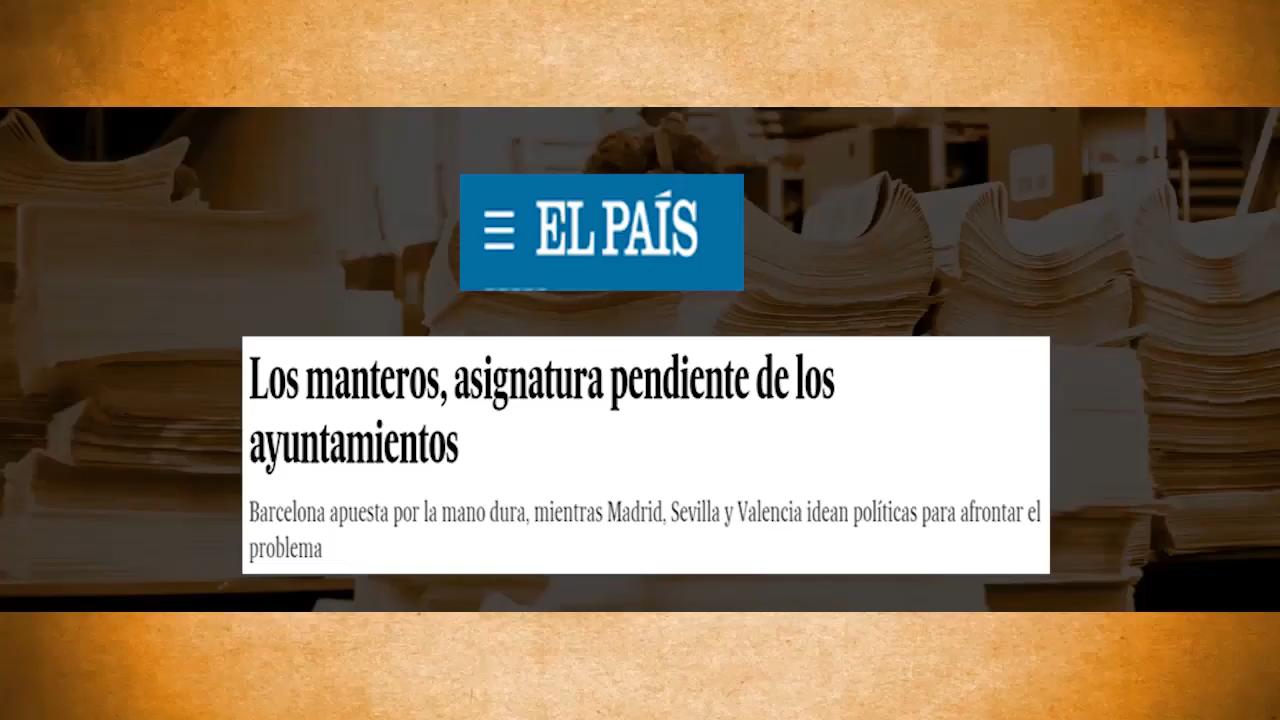 EL PAÍS
Los manteros, asignatura pendiente de los
ayuntamientos
Barcelona apuesta por la mano dura, mientras Madrid, Sevilla y Valencia idean políticas para afrontar el
problema